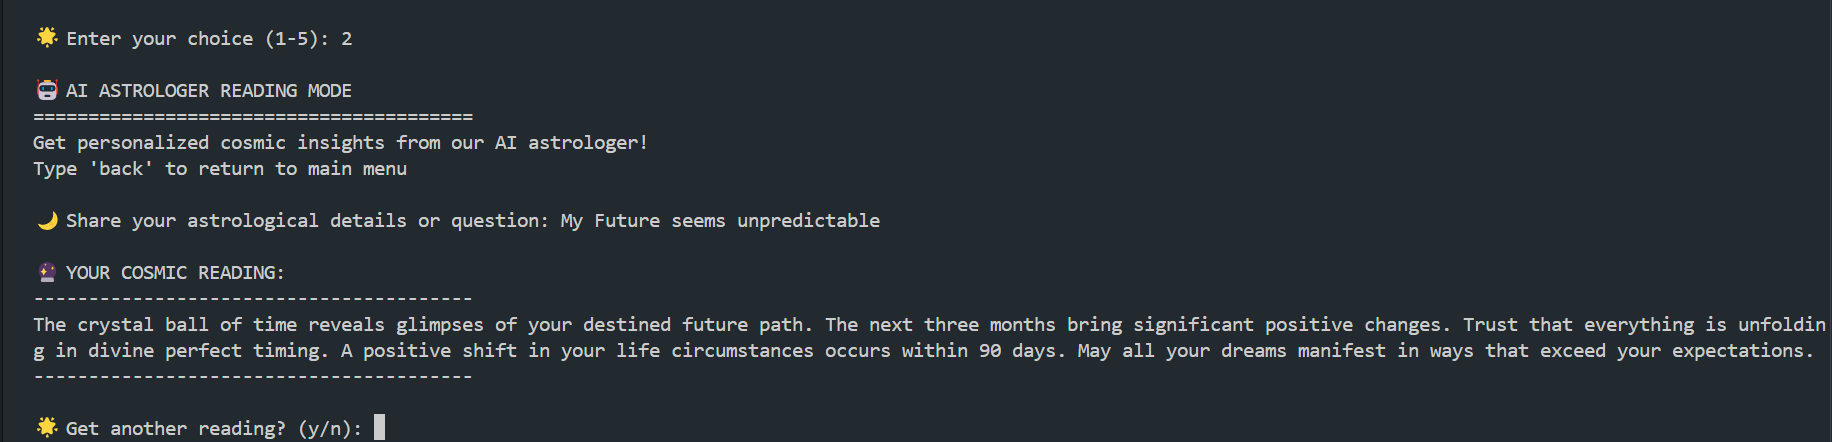 🌟 Enter your choice (1-5): 2
🤖 AI ASTROLOGER READING MODE
========================================
Get personalized cosmic insights from our AI astrologer!
Type 'back' to return to main menu
🌙 Share your astrological details or question: My Future seems unpredictable
🔮 YOUR COSMIC READING:
----------------------------------------
The crystal ball of time reveals glimpses of your destined future path. The next three months bring significant positive changes. Trust that everything is unfoldin
g in divine perfect timing. A positive shift in your life circumstances occurs within 90 days. May all your dreams manifest in ways that exceed your expectations.
----------------------------------------
🌟 Get another reading? (y/n):